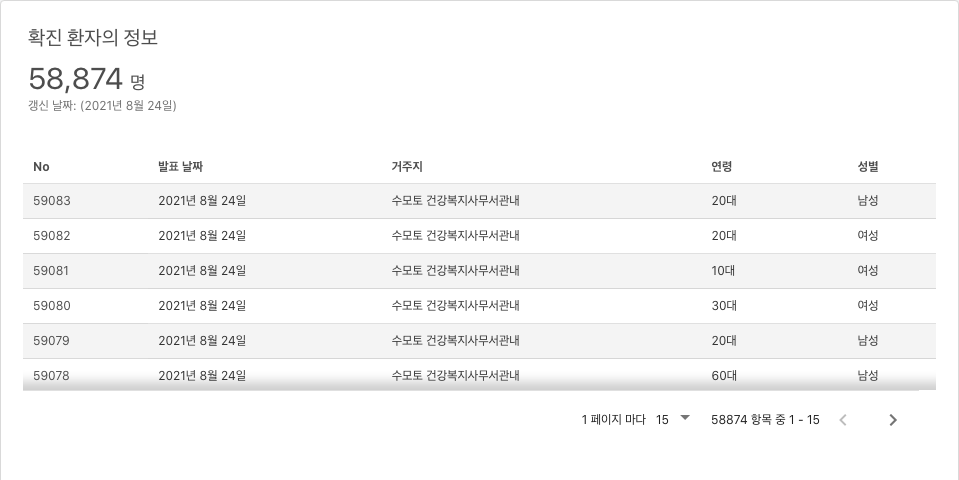 확진 환자의 정보
58,874 명
갱신 날짜: (2021년 8월 24일)
No 발표 날짜 거주지 연령 성별
59083 2021년 8월 24일 수모토 건강복지사무서관내 20대 남성
59082 2021년 8월 24일 수모토 건강복지사무서관내 20대 여성
59081 2021년 8월 24일 수모토 건강복지사무서관내 10대 여성
59080 2021년 8월 24일 수모토 건강복지사무서관내 30대 여성
59079 2021년 8월 24일 수모토 건강복지사무서관내 20대 남성
59078 2021년 8월 24일 수모토 건강복지사무서관내 60대 남성
1 페이지 마다 15 58874 항목 중 1 - 15